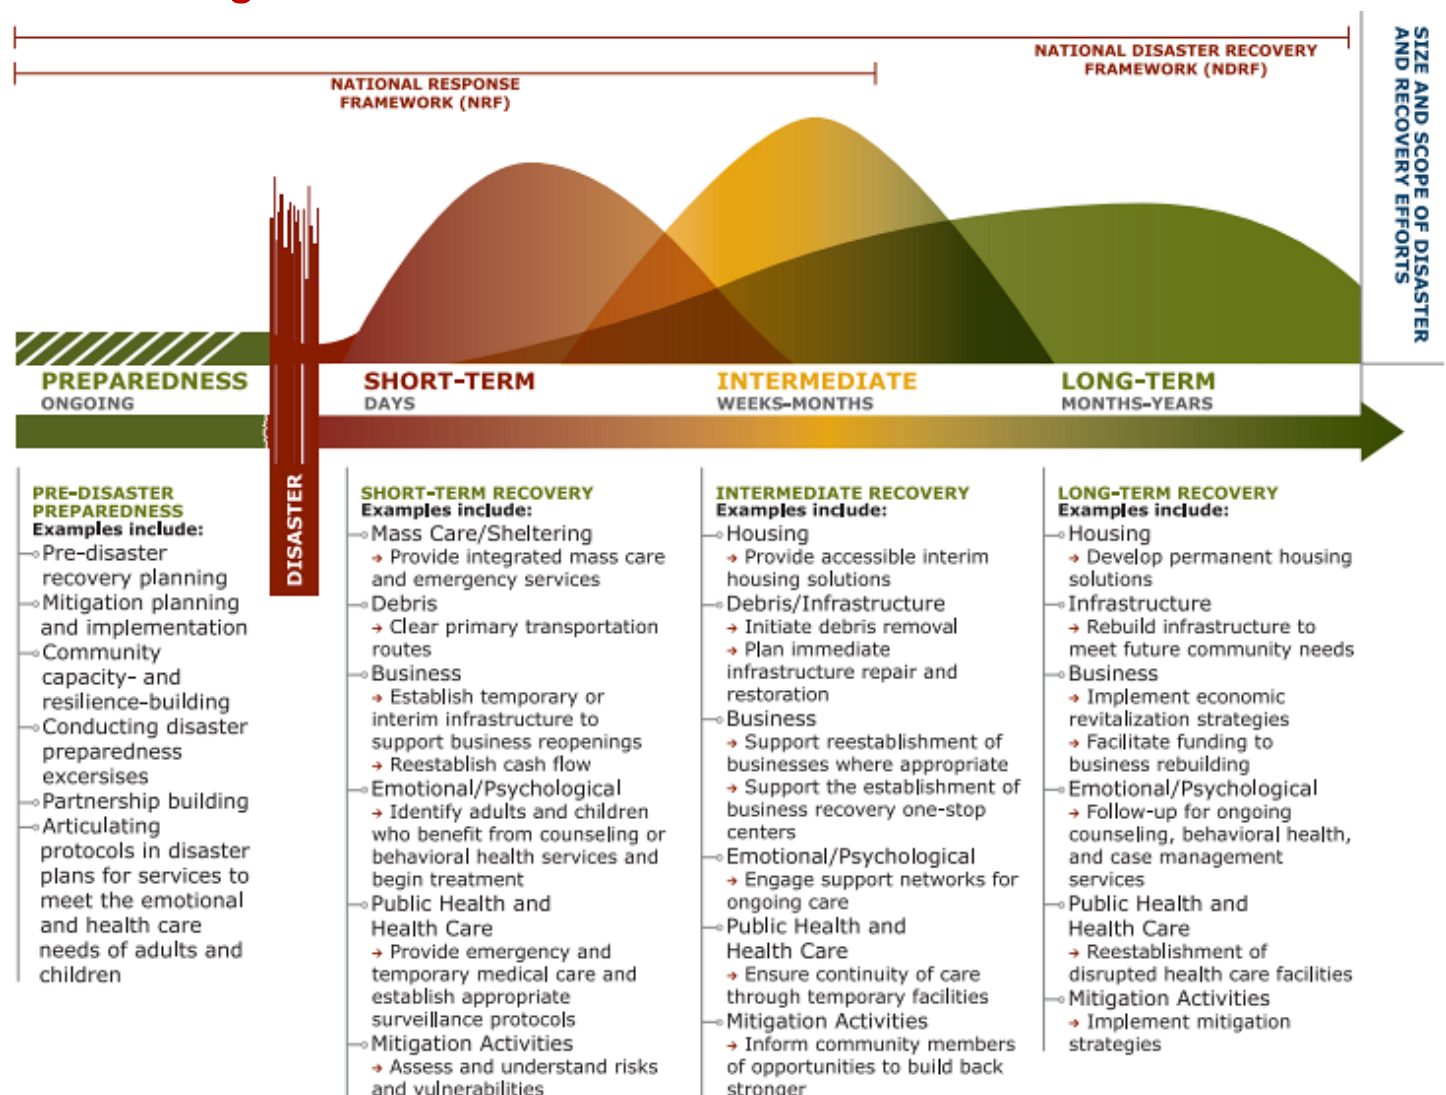 NATIONAL DISASTER RECOVERY
FRAMEWORK (NDRF)
NATIONAL RESPONSE
FRAMEWORK (NRF)
SIZE AND SCOPE OF DISASTER
AND RECOVERY EFFORTS
PREPAREDNESS
ONGOING
SHORT-TERM
DAYS
INTERMEDIATE
WEEKS-MONTHS
LONG-TERM
MONTHS-YEARS
DISASTER
PRE-DISASTER
PREPAREDNESS
Examples include:
Pre-disaster
recovery planning
Mitigation planning
and implementation
Community
capacity- and
resilience-building
Conducting disaster
preparedness
excersises
Partnership building
Articulating
protocols in disaster
plans for services to
meet the emotional
and health care
needs of adults and
children
SHORT-TERM RECOVERY
Examples include:
Mass Care/Sheltering
→ Provide integrated mass care
and emergency services
Debris
→ Clear primary transportation
routes
Business
→ Establish temporary or
interim infrastructure to
support business reopenings
→ Reestablish cash flow
Emotional/Psychological
→ Identify adults and children
who benefit from counseling or
behavioral health services and
begin treatment
Public Health and
Health Care
→ Provide emergency and
temporary medical care and
establish appropriate
surveillance protocols
Mitigation Activities
→ Assess and understand risks
and vulnerabilities
INTERMEDIATE RECOVERY
Examples include:
Housing
→ Provide accessible interim
housing solutions
Debris/Infrastructure
→ Initiate debris removal
→ Plan immediate
infrastructure repair and
restoration
Business
→ Support reestablishment of
businesses where appropriate
→ Support the establishment of
business recovery one-stop
centers
Emotional/Psychological
→ Engage support networks for
ongoing care
Public Health and
Health Care
→ Ensure continuity of care
through temporary facilities
Mitigation Activities
→ Inform community members
of opportunities to build back
stronger
LONG-TERM RECOVERY
Examples include:
Housing
→ Develop permanent housing
solutions
Infrastructure
→ Rebuild infrastructure to
meet future community needs
Business
→ Implement economic
revitalization strategies
→ Facilitate funding to
business rebuilding
Emotional/Psychological
→ Follow-up for ongoing
counseling, behavioral health,
and case management
services
Public Health and
Health Care
→ Reestablishment of
disrupted health care facilities
Mitigation Activities
→ Implement mitigation
strategies